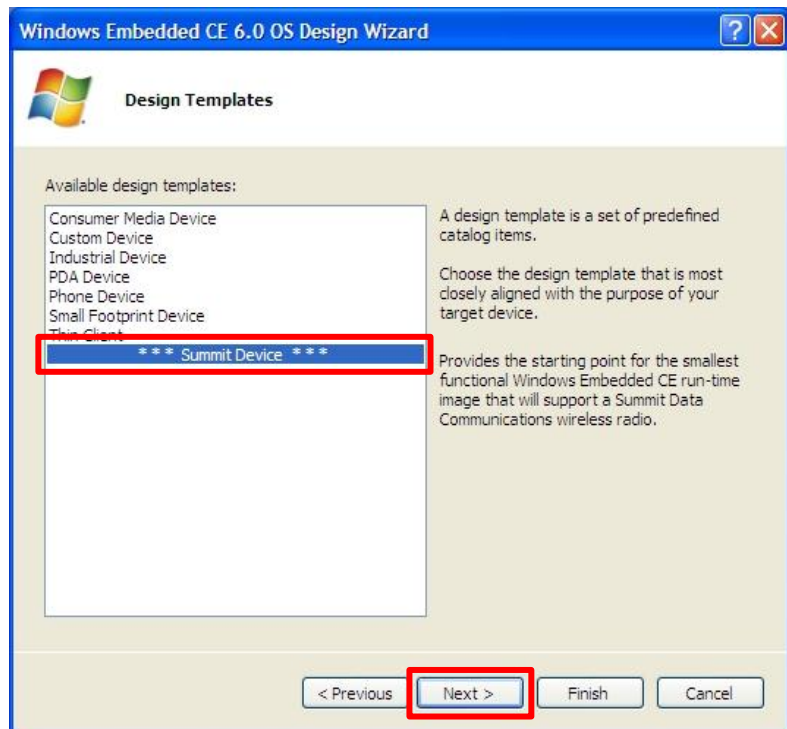 Windows Embedded CE 6.0 OS Design Wizard
Design Templates
Available design templates:
Consumer Media Device
Custom Device
Industrial Device
PDA Device
Phone Device
Small Footprint Device
Thin Client
* * * Summit Device * * *
A design template is a set of predefined
catalog items.
Choose the design template that is most
closely aligned with the purpose of your
target device.
Provides the starting point for the smallest
functional Windows Embedded CE run-time
image that will support a Summit Data
Communications wireless radio.
< Previous
Next >
Finish
Cancel